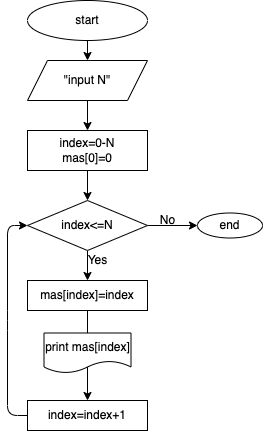 start
"input N"
index=0-N
mas[0]=0
index<=N
No
end
Yes
mas[index]=index
print mas[index]
index=index+1